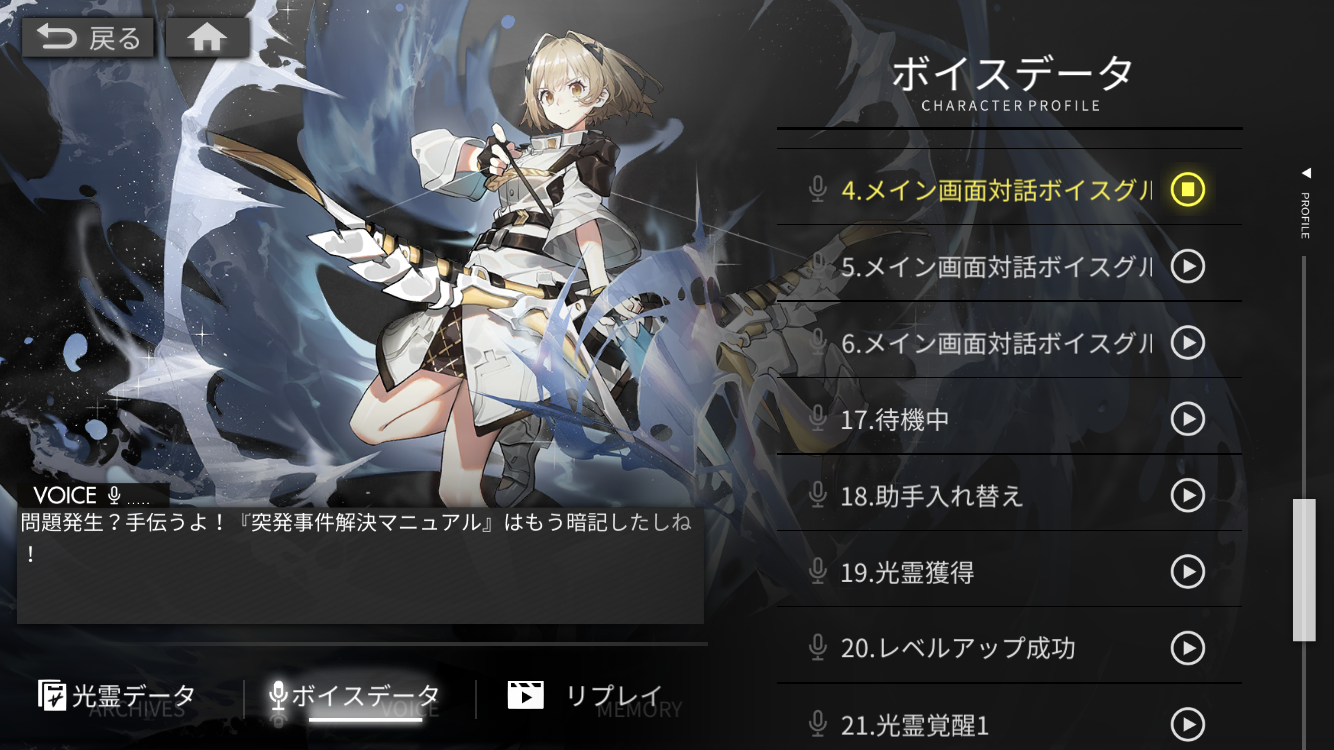 戻る
ボイスデータ
CHARACTER PROFILE
4.メイン画面対話ボイスグル
5.メイン画面対話ボイスグル
6.メイン画面対話ボイスグル
17.待機中
18.助手入れ替え
19.光霊獲得
20.レベルアップ成功
21.光霊覚醒1
PROFILE
VOICE .....
問題発生？手伝うよ！『突発事件解決マニュアル』はもう暗記したしね
！
光霊データ
ARCHIVES
ボイスデータ
VOICE
リプレイ
MEMORY